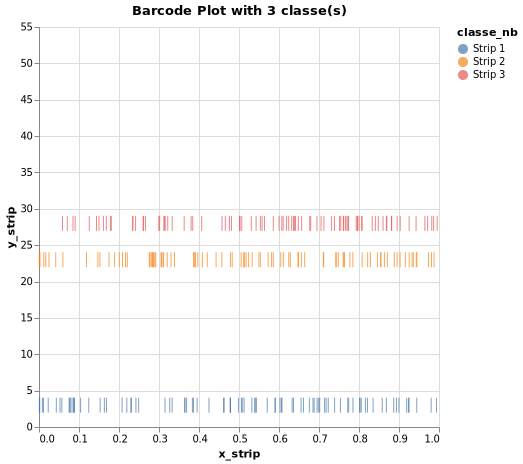 Barcode Plot with 3 classe(s)
classe_nb
Strip 1
Strip 2
Strip 3
55
50
45
40
35
30
25
20
15
10
5
0
y_strip
0.0 0.1 0.2 0.3 0.4 0.5 0.6 0.7 0.8 0.9 1.0
x_strip